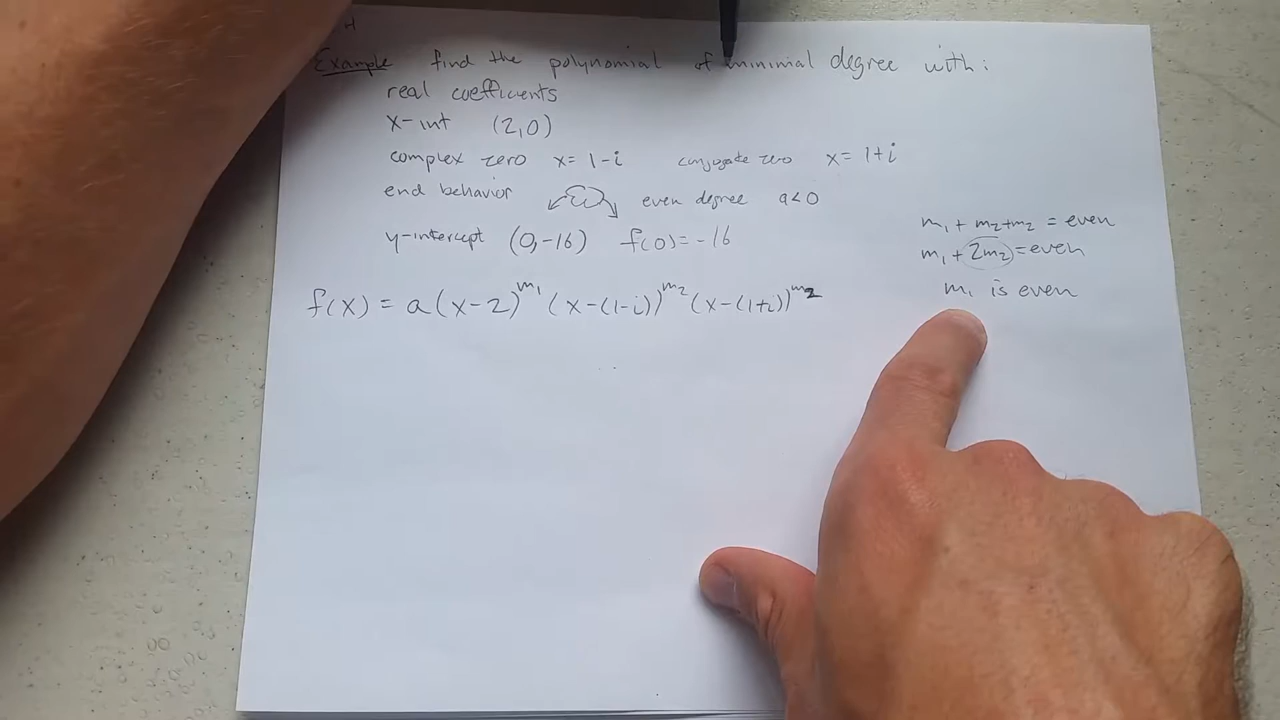 Example find the polynomial of minimal degree with:
real coefficients
x-int (2,0)
complex zero x = 1-i conjugate zero x = 1+i
end behavior even degree a<0
y-intercept (0,-16) f(0) = -16
m₁ + m₂ + m₂ = even
m₁ + 2m₂ = even
m₁ is even
f(x) = a(x-2)^m₁ (x-(1-i))^m₂ (x-(1+i))^m₂